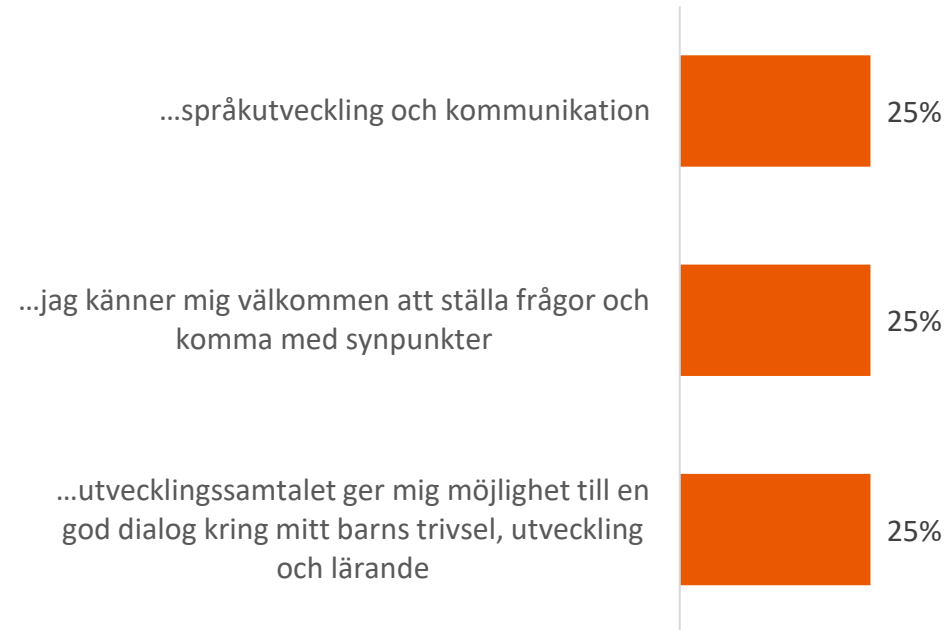 ...språkutveckling och kommunikation
25%
...jag känner mig välkommen att ställa frågor och
komma med synpunkter
25%
...utvecklingssamtalet ger mig möjlighet till en
god dialog kring mitt barns trivsel, utveckling
och lärande
25%